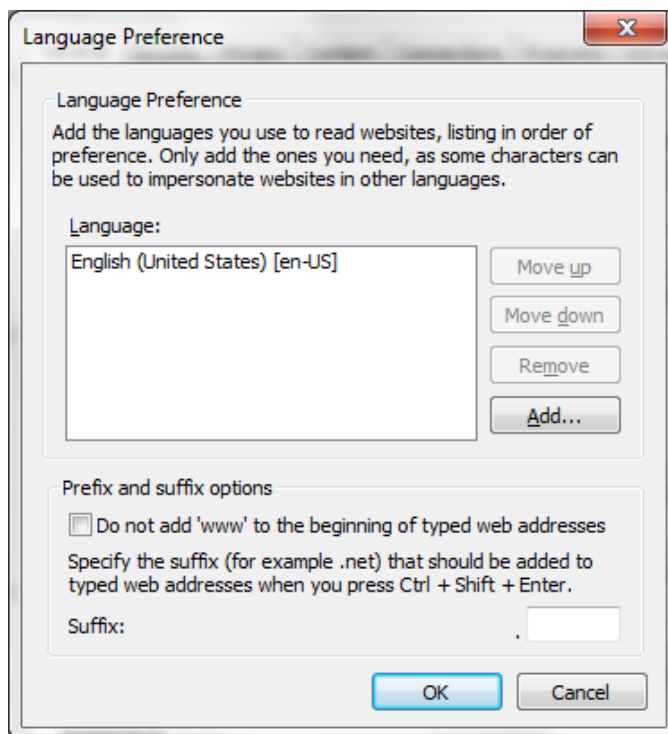 Language Preference
Language Preference
Add the languages you use to read websites, listing in order of
preference. Only add the ones you need, as some characters can
be used to impersonate websites in other languages.
Language:
English (United States) [en-US]
Move up
Move down
Remove
Add...
Prefix and suffix options
Do not add 'www' to the beginning of typed web addresses
Specify the suffix (for example .net) that should be added to
typed web addresses when you press Ctrl + Shift + Enter.
Suffix: .
OK Cancel